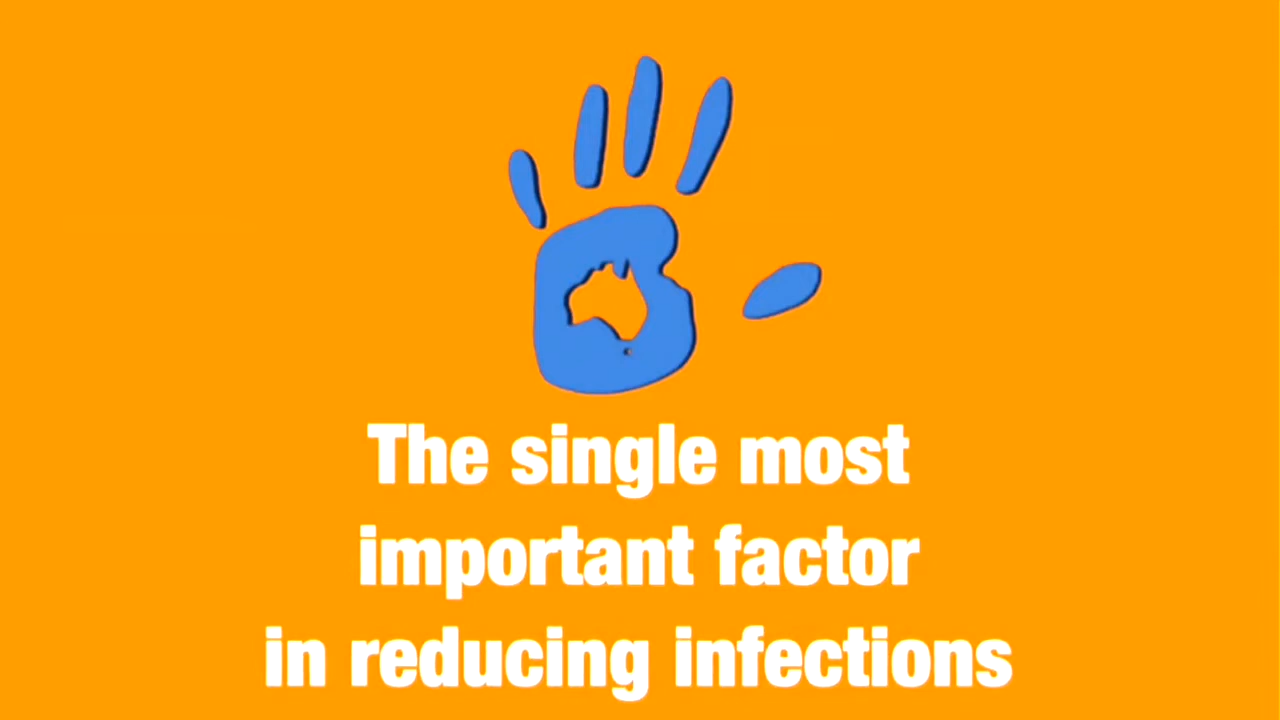 The single most
important factor
in reducing infections